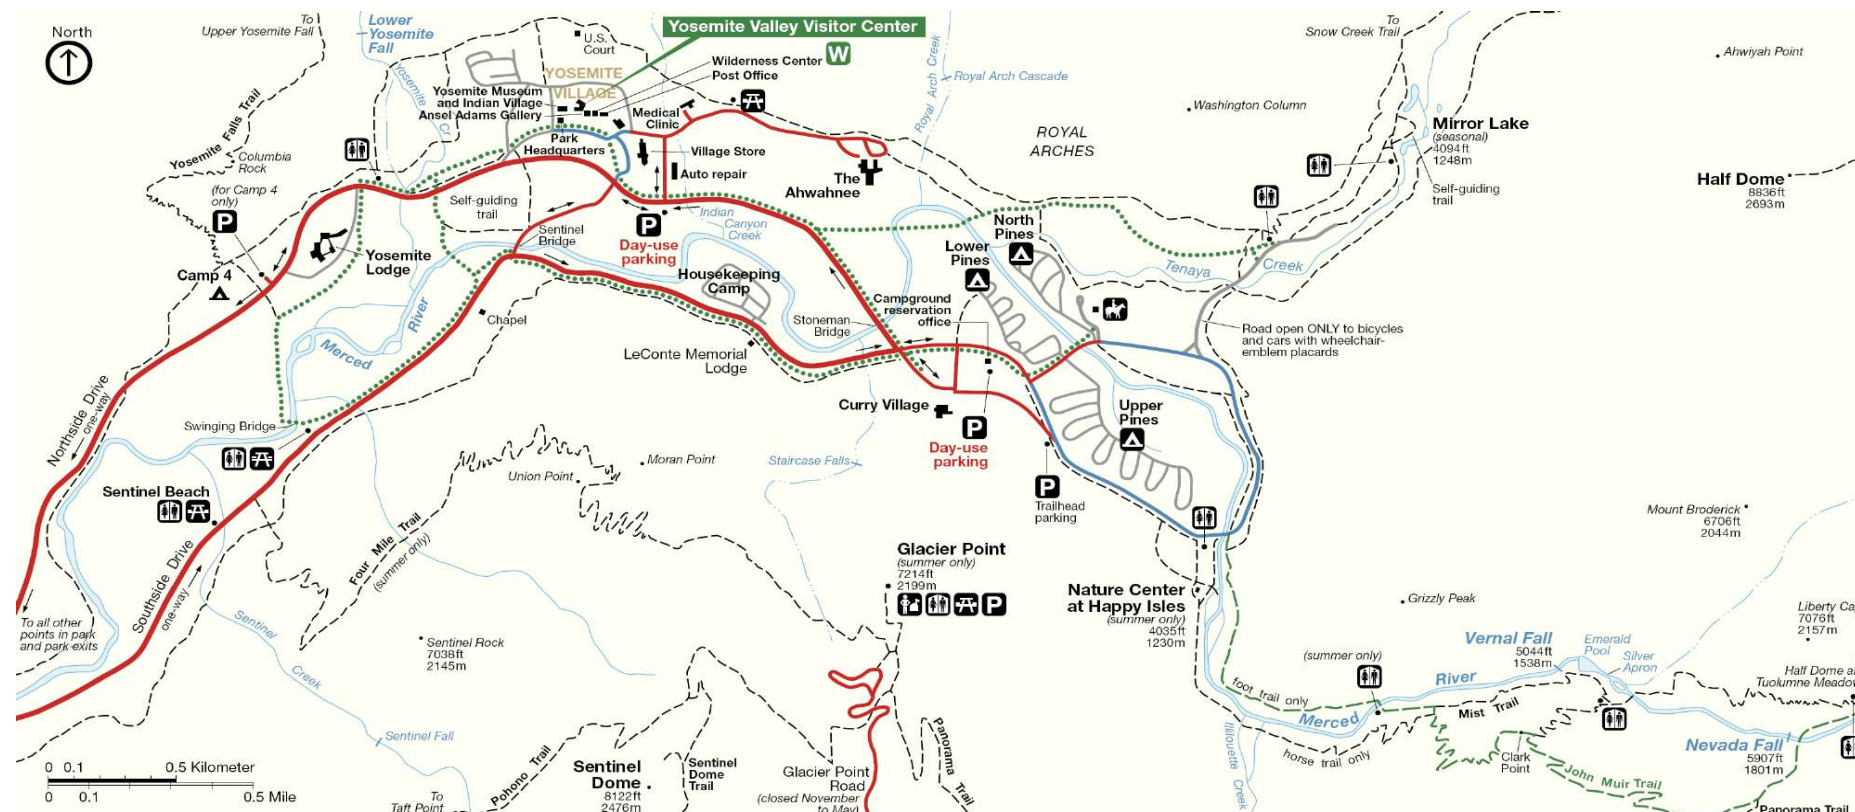 North
To
Upper Yosemite Fall
Lower
Yosemite
Fall
Yosemite Cr
U.S.
Court
Yosemite Valley Visitor Center
YOSEMITE
VILLAGE
Wilderness Center W
Post Office
Yosemite Museum
and Indian Village
Ansel Adams Gallery
Medical
Clinic
Park
Headquarters
Village Store
Auto repair
The
Ahwahnee
Royal Arch Creek
Royal Arch Cascade
ROYAL
ARCHES
Washington Column
To
Snow Creek Trail
Ahwiyah Point
Mirror Lake
(seasonal)
4094ft
1248m
Self-guiding
trail
Half Dome
8836ft
2693m
Yosemite Falls Trail
Columbia
Rock
(for Camp 4
only)
P
Camp 4
Yosemite
Lodge
Self-guiding
trail
Sentinel
Bridge
P
Day-use
parking
Indian
Canyon
Creek
Housekeeping
Camp
North
Pines
Lower
Pines
Tenaya
Creek
Campground
reservation
office
Stoneman
Bridge
Road open ONLY to bicycles
and cars with wheelchair-
emblem placards
River
Merced
Chapel
LeConte Memorial
Lodge
Curry Village
P
Day-use
parking
Upper
Pines
P
Trailhead
parking
Northside Drive
one-way
Swinging Bridge
Sentinel Beach
Southside Drive
one-way
To all other
points in park
and park exits
Four Mile Trail
(summer only)
Union Point
Moran Point
Staircase Falls
Glacier Point
(summer only)
7214ft
2199m
P
Nature Center
at Happy Isles
(summer only)
4035ft
1230m
Mount Broderick
6706ft
2044m
Grizzly Peak
Liberty Ca
7076ft
2157m
Vernal Fall
5044ft
1538m
Emerald
Pool
Silver
Apron
Half Dome a
Tuolumne Meadow
(summer only)
foot trail only
River
Merced
Mist Trail
horse trail only
Clark
Point
John Muir Trail
Nevada Fall
5907ft
1801m
Panorama Trail
Illilouette Creek
Sentinel
Creek
Sentinel Rock
7038ft
2145m
Sentinel Fall
To
Taft Point
Pohono Trail
Sentinel
Dome
8122ft
2476m
Sentinel
Dome
Trail
Glacier Point
Road
(closed November
to May)
Panorama Trail
0 0.1 0.5 Kilometer
0 0.1 0.5 Mile